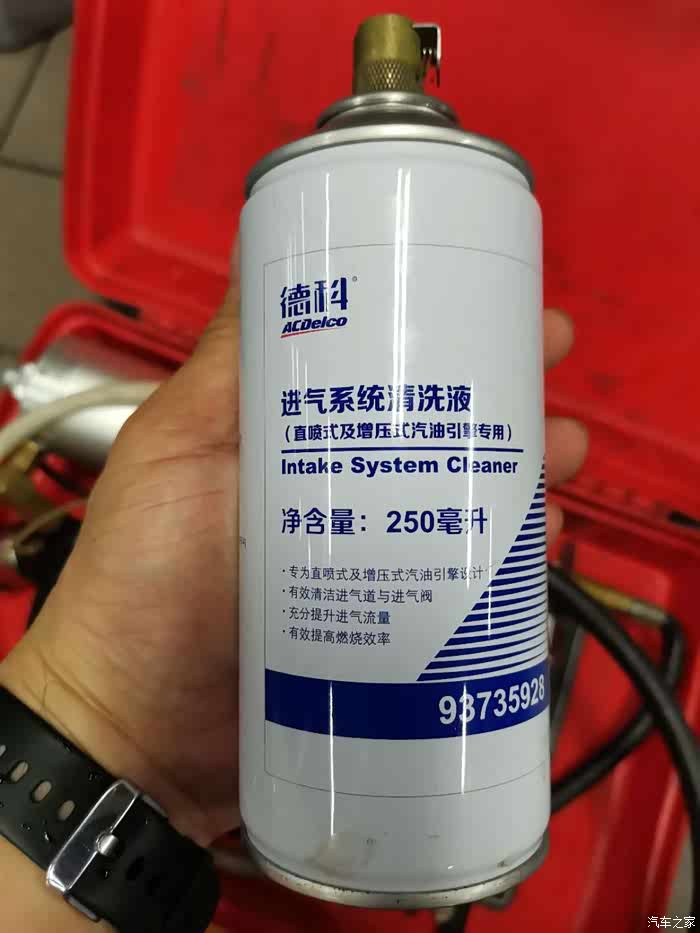 德科®
ACDelco
进气系统清洗液
（直喷式及增压式汽油引擎专用）
Intake System Cleaner
净含量：250毫升
·专为直喷式及增压式汽油引擎设计
·有效清洁进气道与进气阀
·充分提升进气流量
·有效提高燃烧效率
93735928
汽车之家